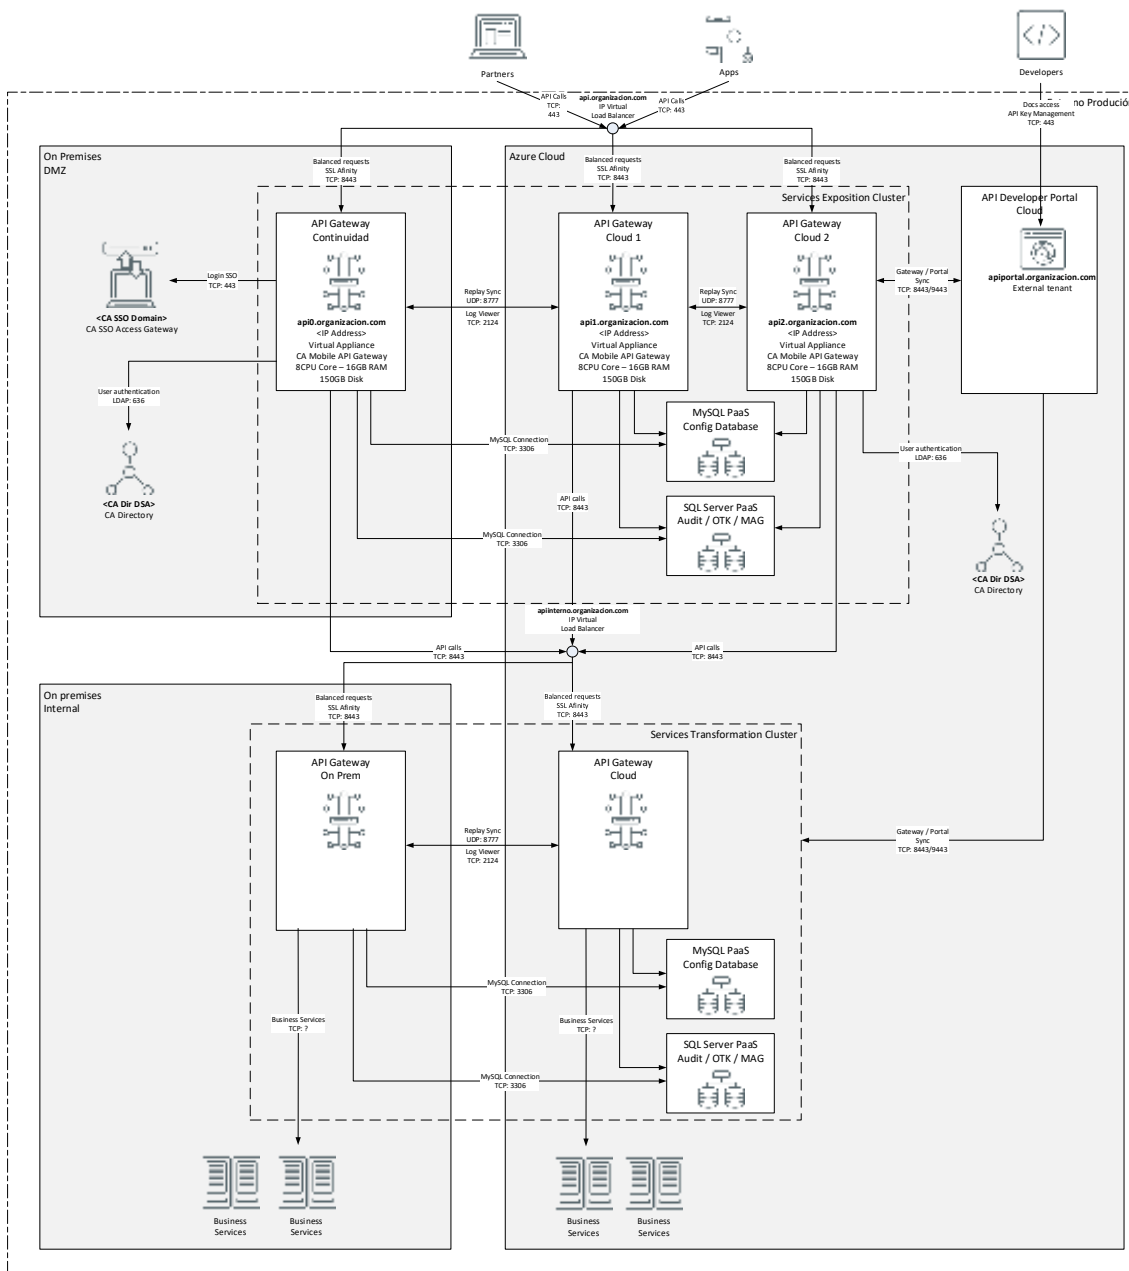 Partners
Apps
Developers
API Calls
TCP:
443
api.organizacion.com
IP Virtual
Load Balancer
API Calls
TCP: 443
Docs access
API Key Management
TCP: 443
no Produció
On Premises
DMZ
Azure Cloud
Balanced requests
SSL Afinity
TCP: 8443
Balanced requests
SSL Afinity
TCP: 8443
Balanced requests
SSL Afinity
TCP: 8443
Services Exposition Cluster
API Gateway
Continuidad
api0.organizacion.com
<IP Address>
Virtual Appliance
CA Mobile API Gateway
8CPU Core – 16GB RAM
150GB Disk
API Gateway
Cloud 1
api1.organizacion.com
<IP Address>
Virtual Appliance
CA Mobile API Gateway
8CPU Core – 16GB RAM
150GB Disk
API Gateway
Cloud 2
api2.organizacion.com
<IP Address>
Virtual Appliance
CA Mobile API Gateway
8CPU Core – 16GB RAM
150GB Disk
API Developer Portal
Cloud
apiportal.organizacion.com
External tenant
Login SSO
TCP: 443
<CA SSO Domain>
CA SSO Access Gateway
Replay Sync
UDP: 8777
Log Viewer
TCP: 2124
Replay Sync
UDP: 8777
Log Viewer
TCP: 2124
Gateway / Portal
Sync
TCP: 8443/9443
User authentication
LDAP: 636
<CA Dir DSA>
CA Directory
MySQL PaaS
Config Database
MySQL Connection
TCP: 3306
User authentication
LDAP: 636
API calls
TCP: 8443
SQL Server PaaS
Audit / OTK / MAG
MySQL Connection
TCP: 3306
<CA Dir DSA>
CA Directory
apiinterno.organizacion.com
IP Virtual
Load Balancer
API calls
TCP: 8443
API calls
TCP: 8443
On premises
Internal
Balanced requests
SSL Afinity
TCP: 8443
Balanced requests
SSL Afinity
TCP: 8443
Services Transformation Cluster
API Gateway
On Prem
API Gateway
Cloud
Replay Sync
UDP: 8777
Log Viewer
TCP: 2124
Gateway / Portal
Sync
TCP: 8443/9443
MySQL PaaS
Config Database
MySQL Connection
TCP: 3306
Business Services
TCP: ?
Business Services
TCP: ?
SQL Server PaaS
Audit / OTK / MAG
MySQL Connection
TCP: 3306
Business
Services
Business
Services
Business
Services
Business
Services